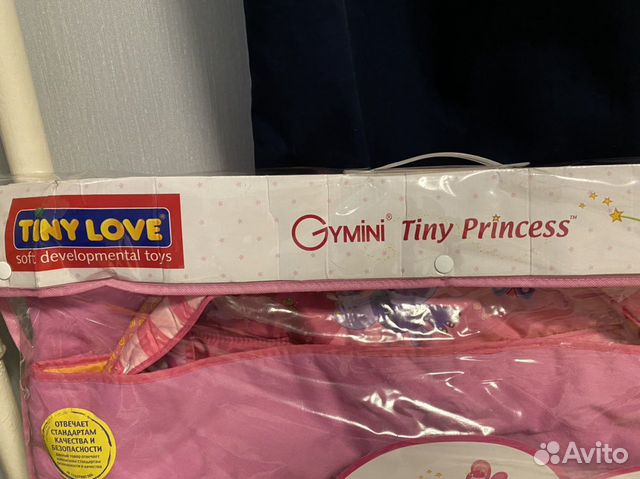 TINY LOVE®
soft developmental toys
GYMINI® Tiny Princess™
ОТВЕЧАЕТ
СТАНДАРТАМ
КАЧЕСТВА И
БЕЗОПАСНОСТИ
Avito